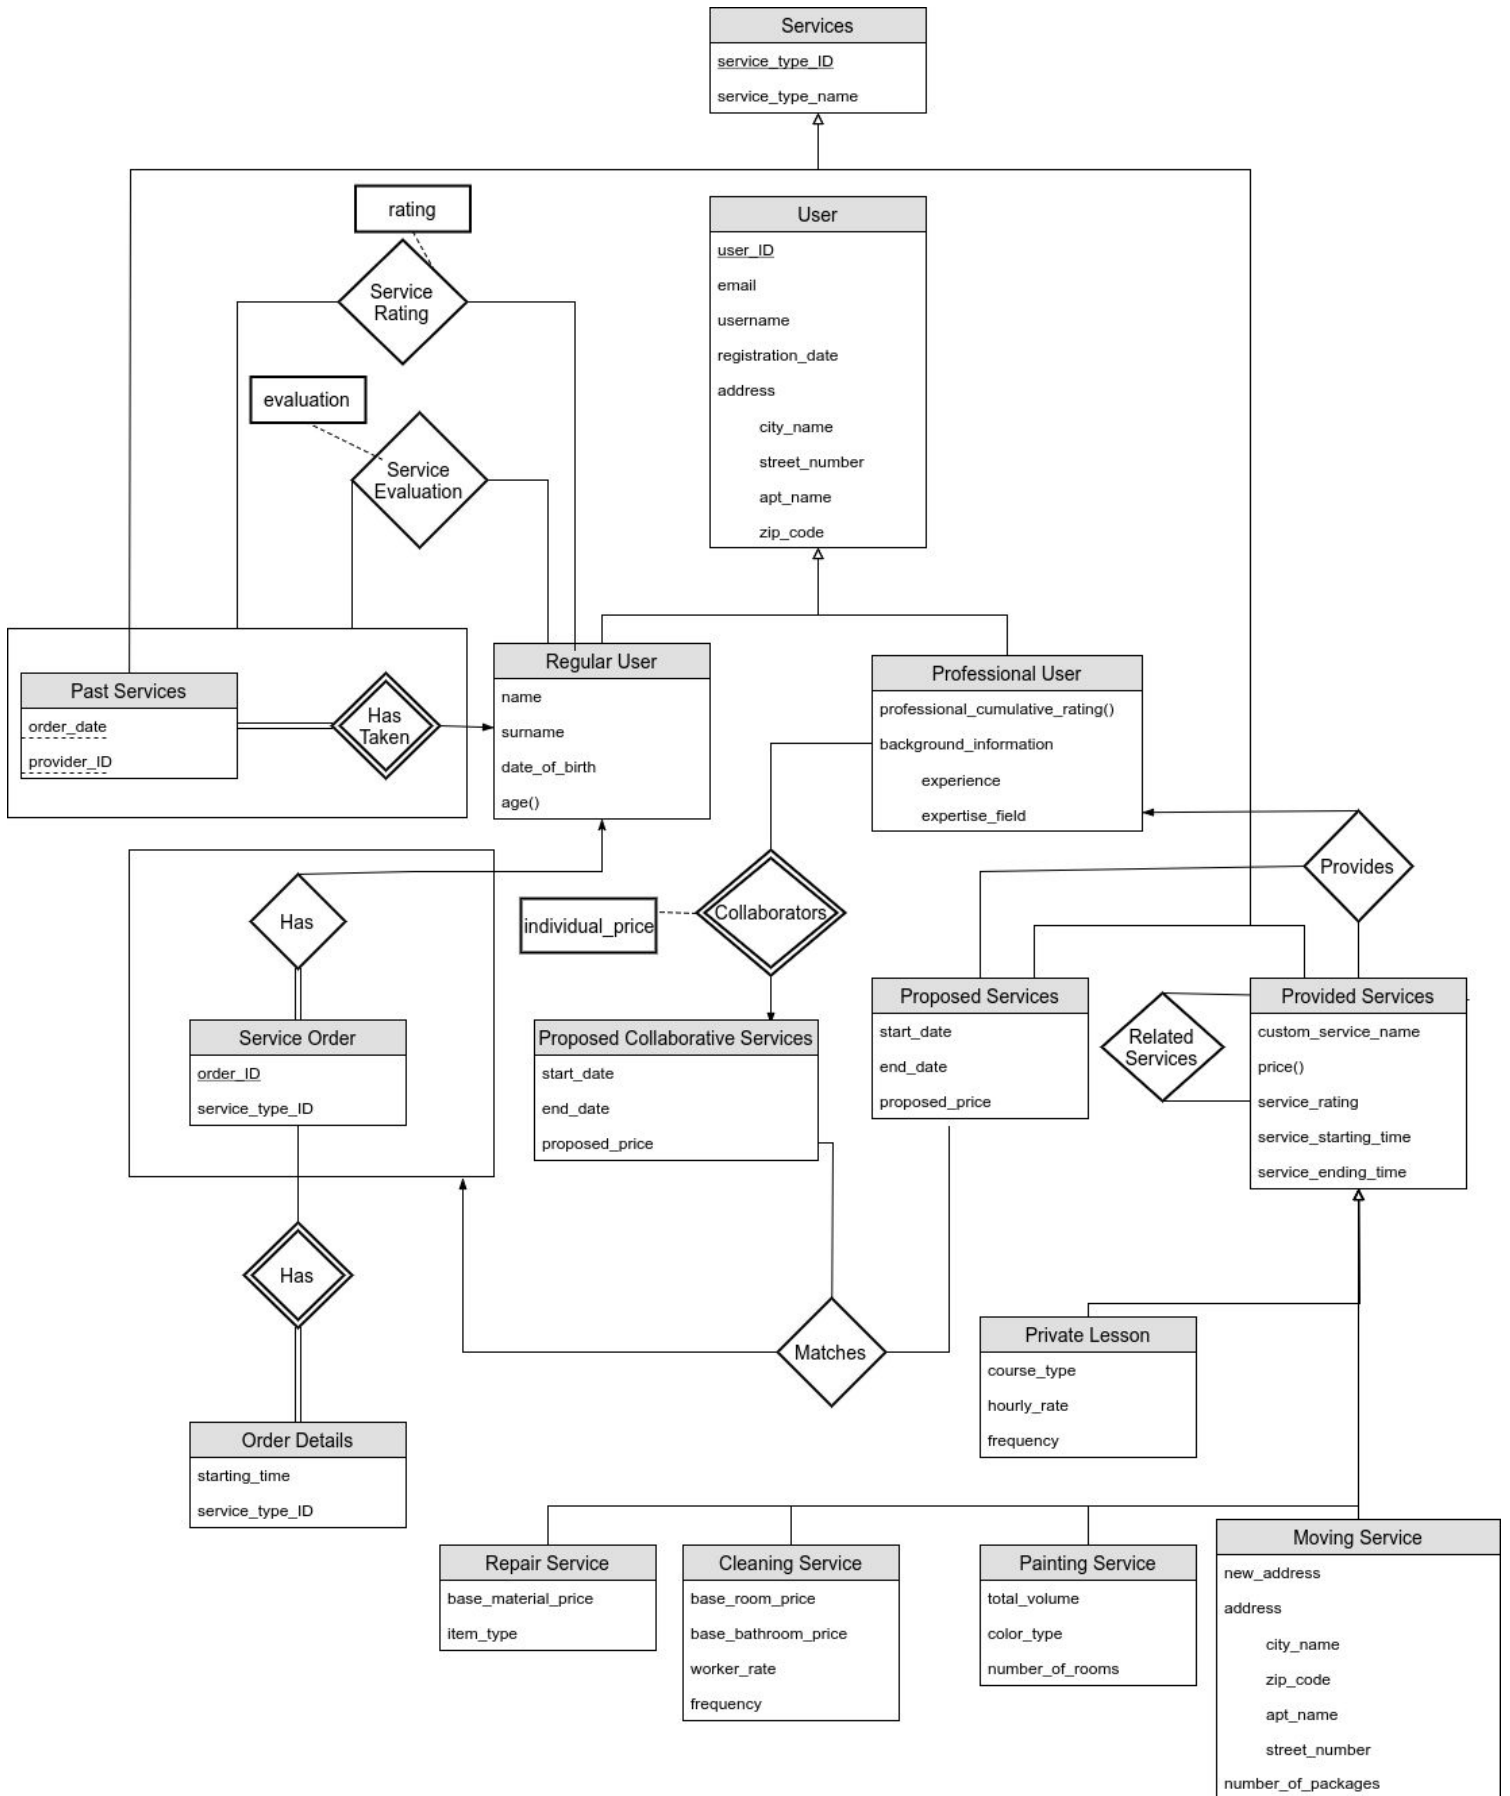 Services
service_type_ID
service_type_name
rating
Service
Rating
evaluation
Service
Evaluation
User
user_ID
email
username
registration_date
address
city_name
street_number
apt_name
zip_code
Past Services
order_date
provider_ID
Has
Taken
Regular User
name
surname
date_of_birth
age()
Professional User
professional_cumulative_rating()
background_information
experience
expertise_field
Provides
Has
individual_price
Collaborators
Service Order
order_ID
service_type_ID
Proposed Collaborative Services
start_date
end_date
proposed_price
Proposed Services
start_date
end_date
proposed_price
Related
Services
Provided Services
custom_service_name
price()
service_rating
service_starting_time
service_ending_time
Has
Matches
Private Lesson
course_type
hourly_rate
frequency
Order Details
starting_time
service_type_ID
Repair Service
base_material_price
item_type
Cleaning Service
base_room_price
base_bathroom_price
worker_rate
frequency
Painting Service
total_volume
color_type
number_of_rooms
Moving Service
new_address
address
city_name
zip_code
apt_name
street_number
number_of_packages